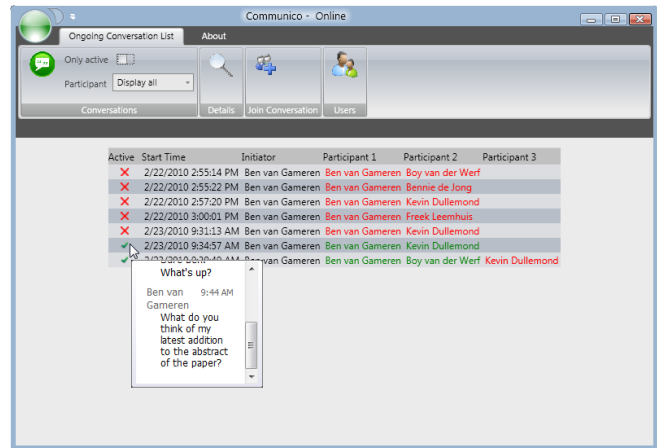 Communico - Online
Ongoing Conversation List About
Only active
Participant Display all
Conversations Details Join Conversation Users
Active Start Time Initiator Participant 1 Participant 2 Participant 3
2/22/2010 2:55:14 PM Ben van Gameren Ben van Gameren Boy van der Werf
2/22/2010 2:55:22 PM Ben van Gameren Ben van Gameren Bennie de Jong
2/22/2010 2:57:20 PM Ben van Gameren Ben van Gameren Kevin Dullemond
2/22/2010 3:00:01 PM Ben van Gameren Ben van Gameren Freek Leemhuis
2/23/2010 9:31:13 AM Ben van Gameren Ben van Gameren Kevin Dullemond
2/23/2010 9:34:57 AM Ben van Gameren Ben van Gameren Kevin Dullemond
AM Ben van Gameren Ben van Gameren Boy van der Werf Kevin Dullemond
What's up?
Ben van 9:44 AM
Gameren
What do you
think of my
latest addition
to the abstract
of the paper?